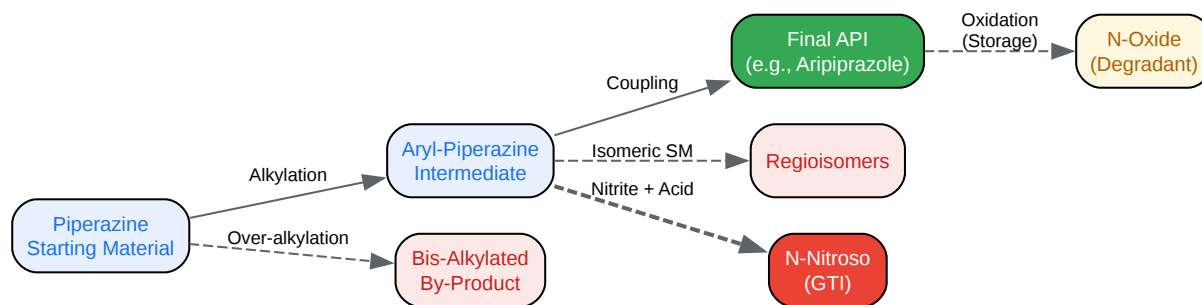 Final API
(e.g., Aripiprazole)
Oxidation
(Storage)
N-Oxide
(Degradant)
Coupling
Aryl-Piperazine
Intermediate
Isomeric SM
Regioisomers
Alkylation
Nitrite + Acid
Piperazine
Starting Material
Over-alkylation
Bis-Alkylated
By-Product
N-Nitroso
(GTI)